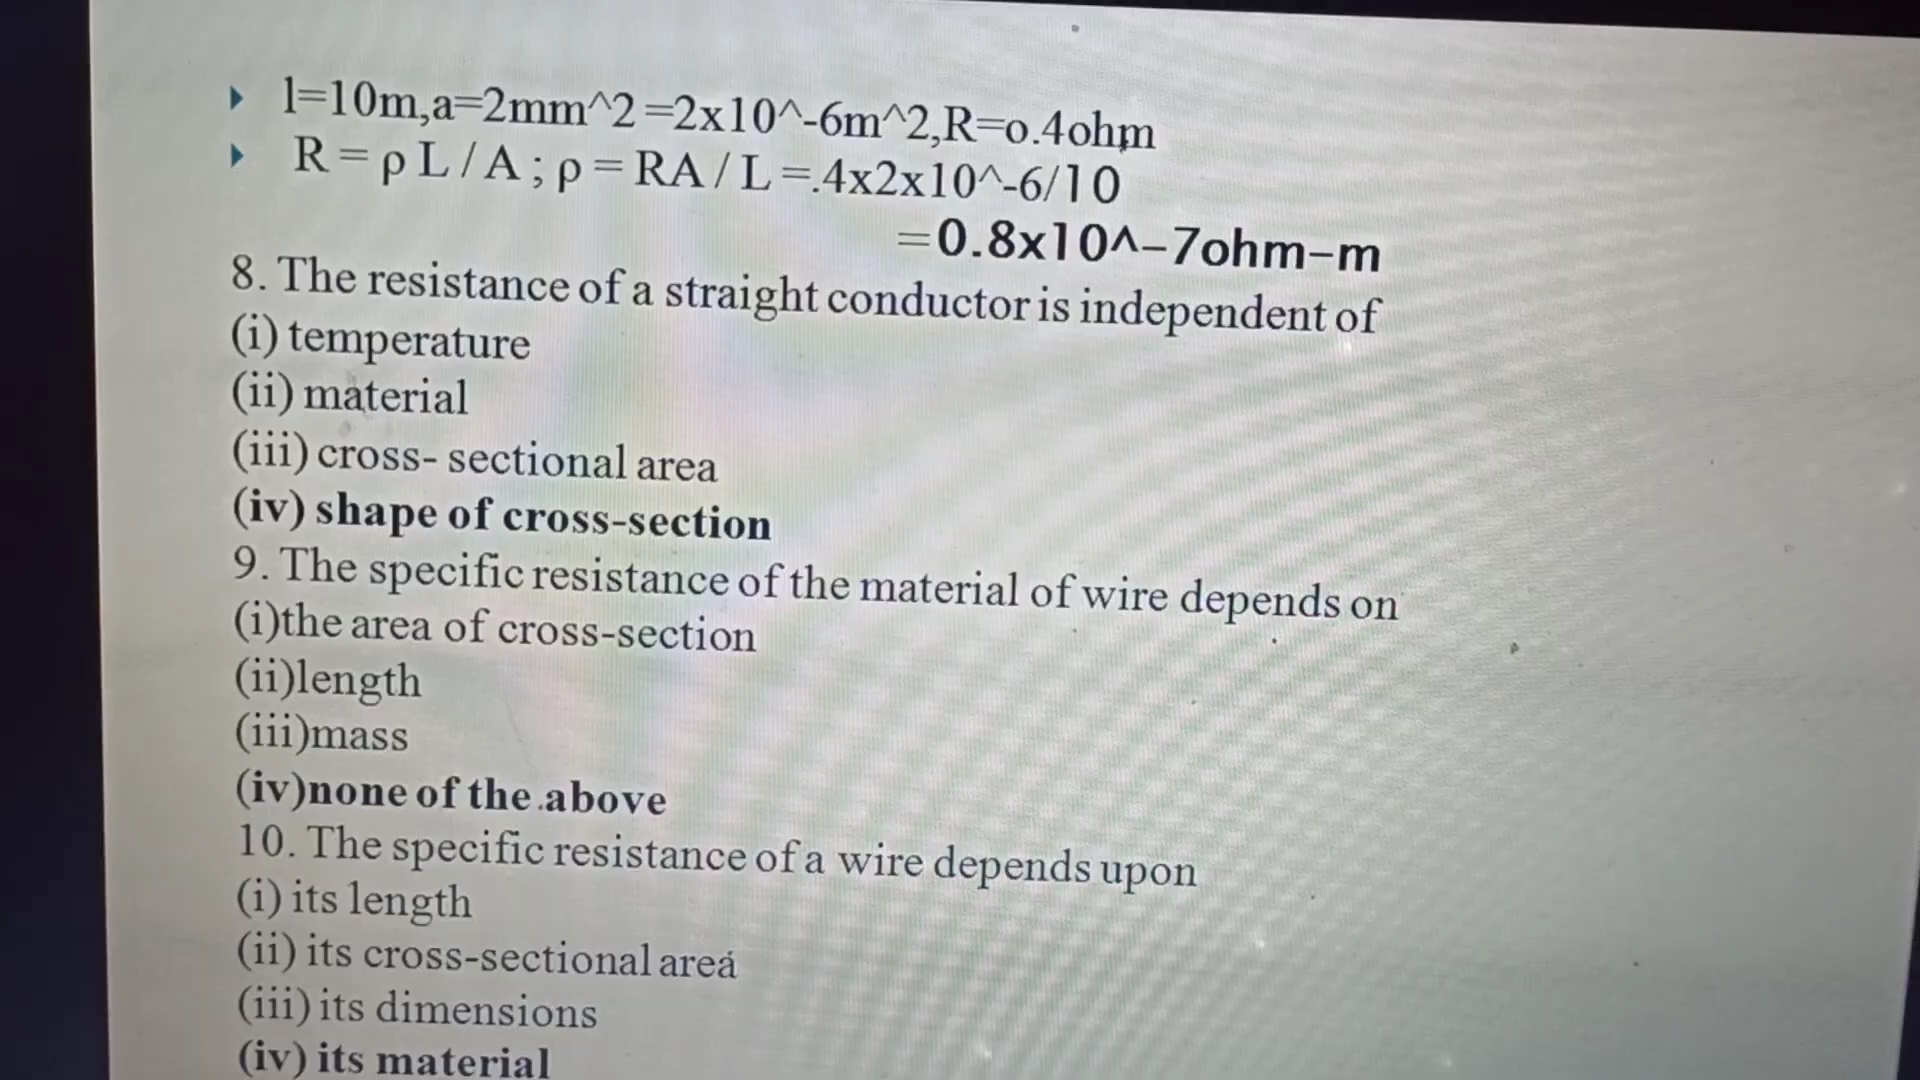 l=10m,a=2mm^2 =2x10^-6m^2,R=o.4ohm
R = ρ L / A ; ρ = RA / L =.4x2x10^-6/10
=0.8x10^-7ohm-m
8. The resistance of a straight conductor is independent of
(i) temperature
(ii) material
(iii) cross- sectional area
(iv) shape of cross-section
9. The specific resistance of the material of wire depends on
(i)the area of cross-section
(ii)length
(iii)mass
(iv)none of the above
10. The specific resistance of a wire depends upon
(i) its length
(ii) its cross-sectional area
(iii) its dimensions
(iv) its material